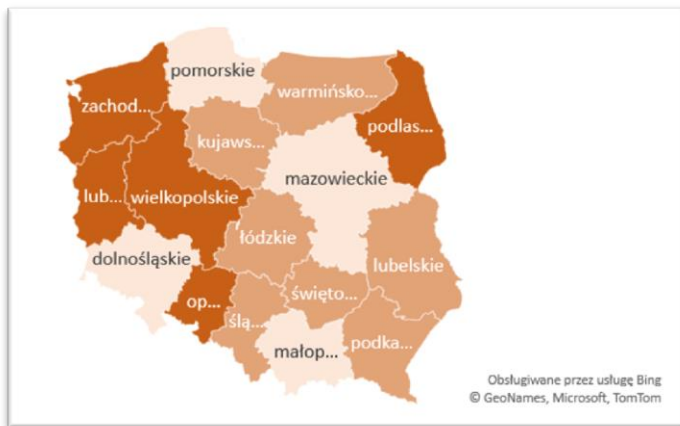 pomorskie
zachod...
warmińsko...
kujaws...
podlas...
mazowieckie
lub...
wielkopolskie
łódzkie
dolnośląskie
lubelskie
op...
ślą...
święto...
małop...
podka...
Obsługiwane przez usługę Bing
© GeoNames, Microsoft, TomTom